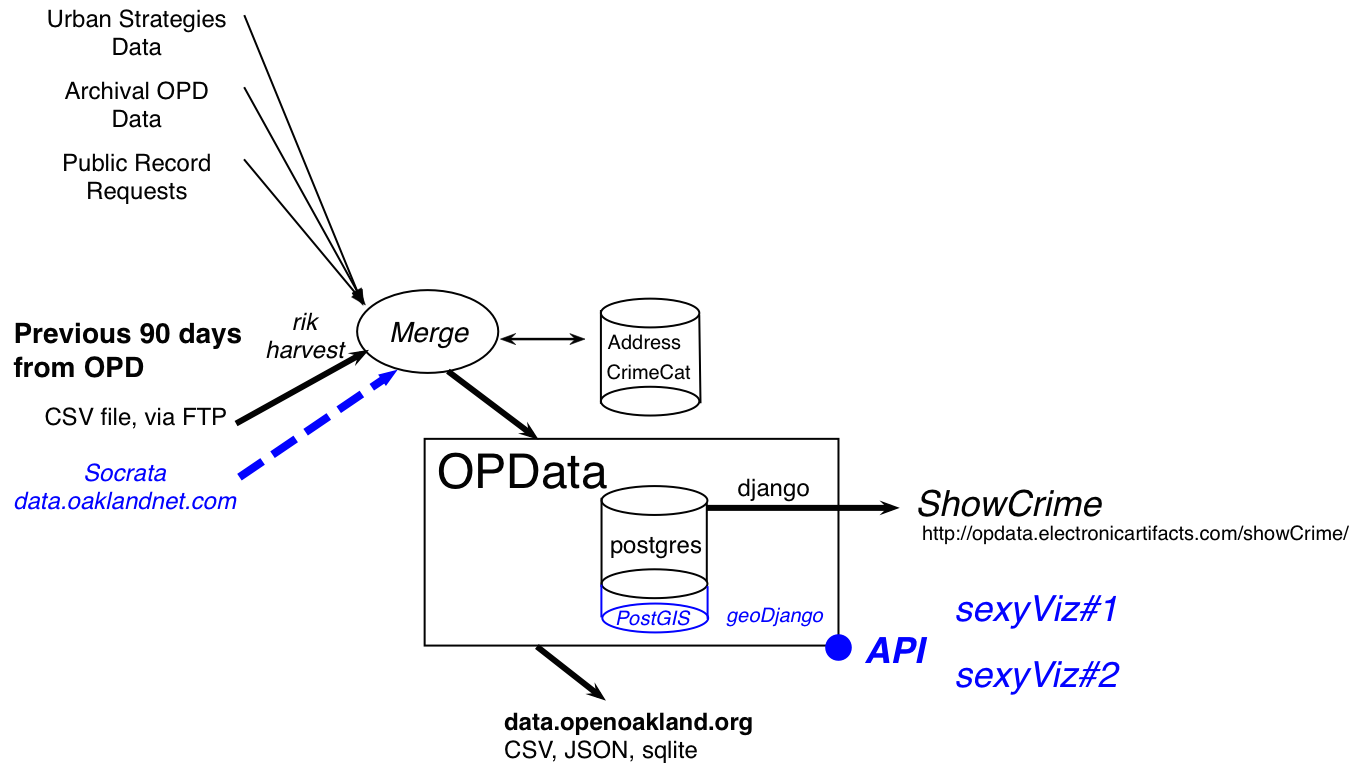 Urban Strategies
Data
Archival OPD
Data
Public Record
Requests
rik
harvest
Merge
Previous 90 days
from OPD
CSV file, via FTP
Socrata
data.oaklandnet.com
Address
CrimeCat
OPData
django
postgres
PostGIS
geoDjango
ShowCrime
http://opdata.electronicartifacts.com/showCrime/
sexyViz#1
API
sexyViz#2
data.openoakland.org
CSV, JSON, sqlite